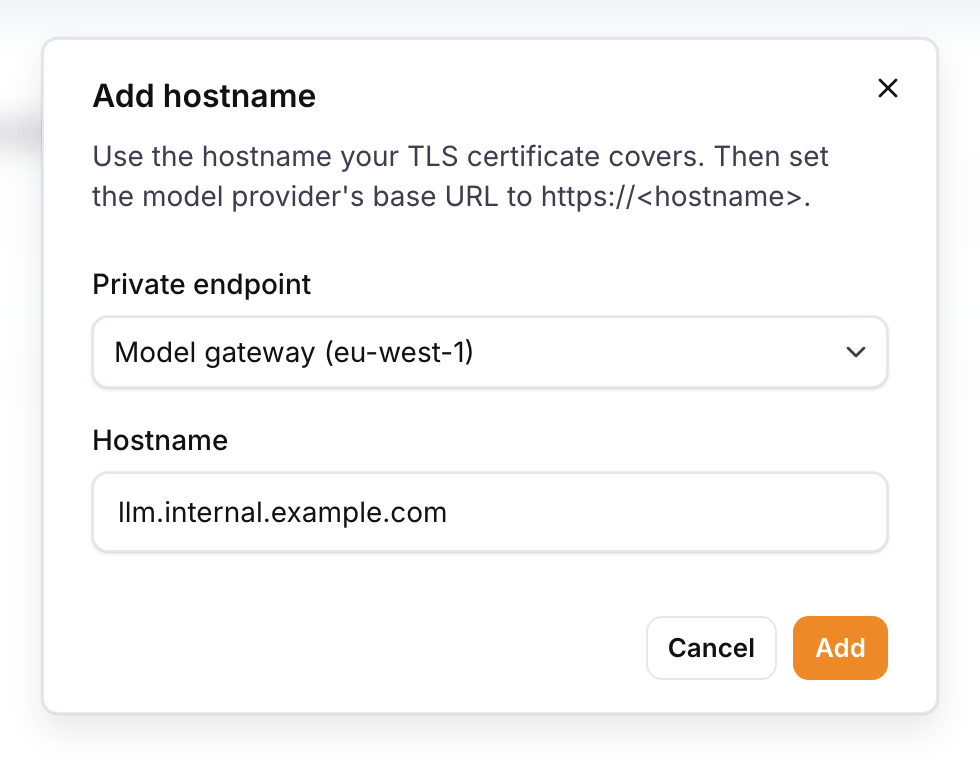 Add hostname
Use the hostname your TLS certificate covers. Then set
the model provider's base URL to https://<hostname>.
Private endpoint
Model gateway (eu-west-1)
Hostname
llm.internal.example.com
Cancel
Add